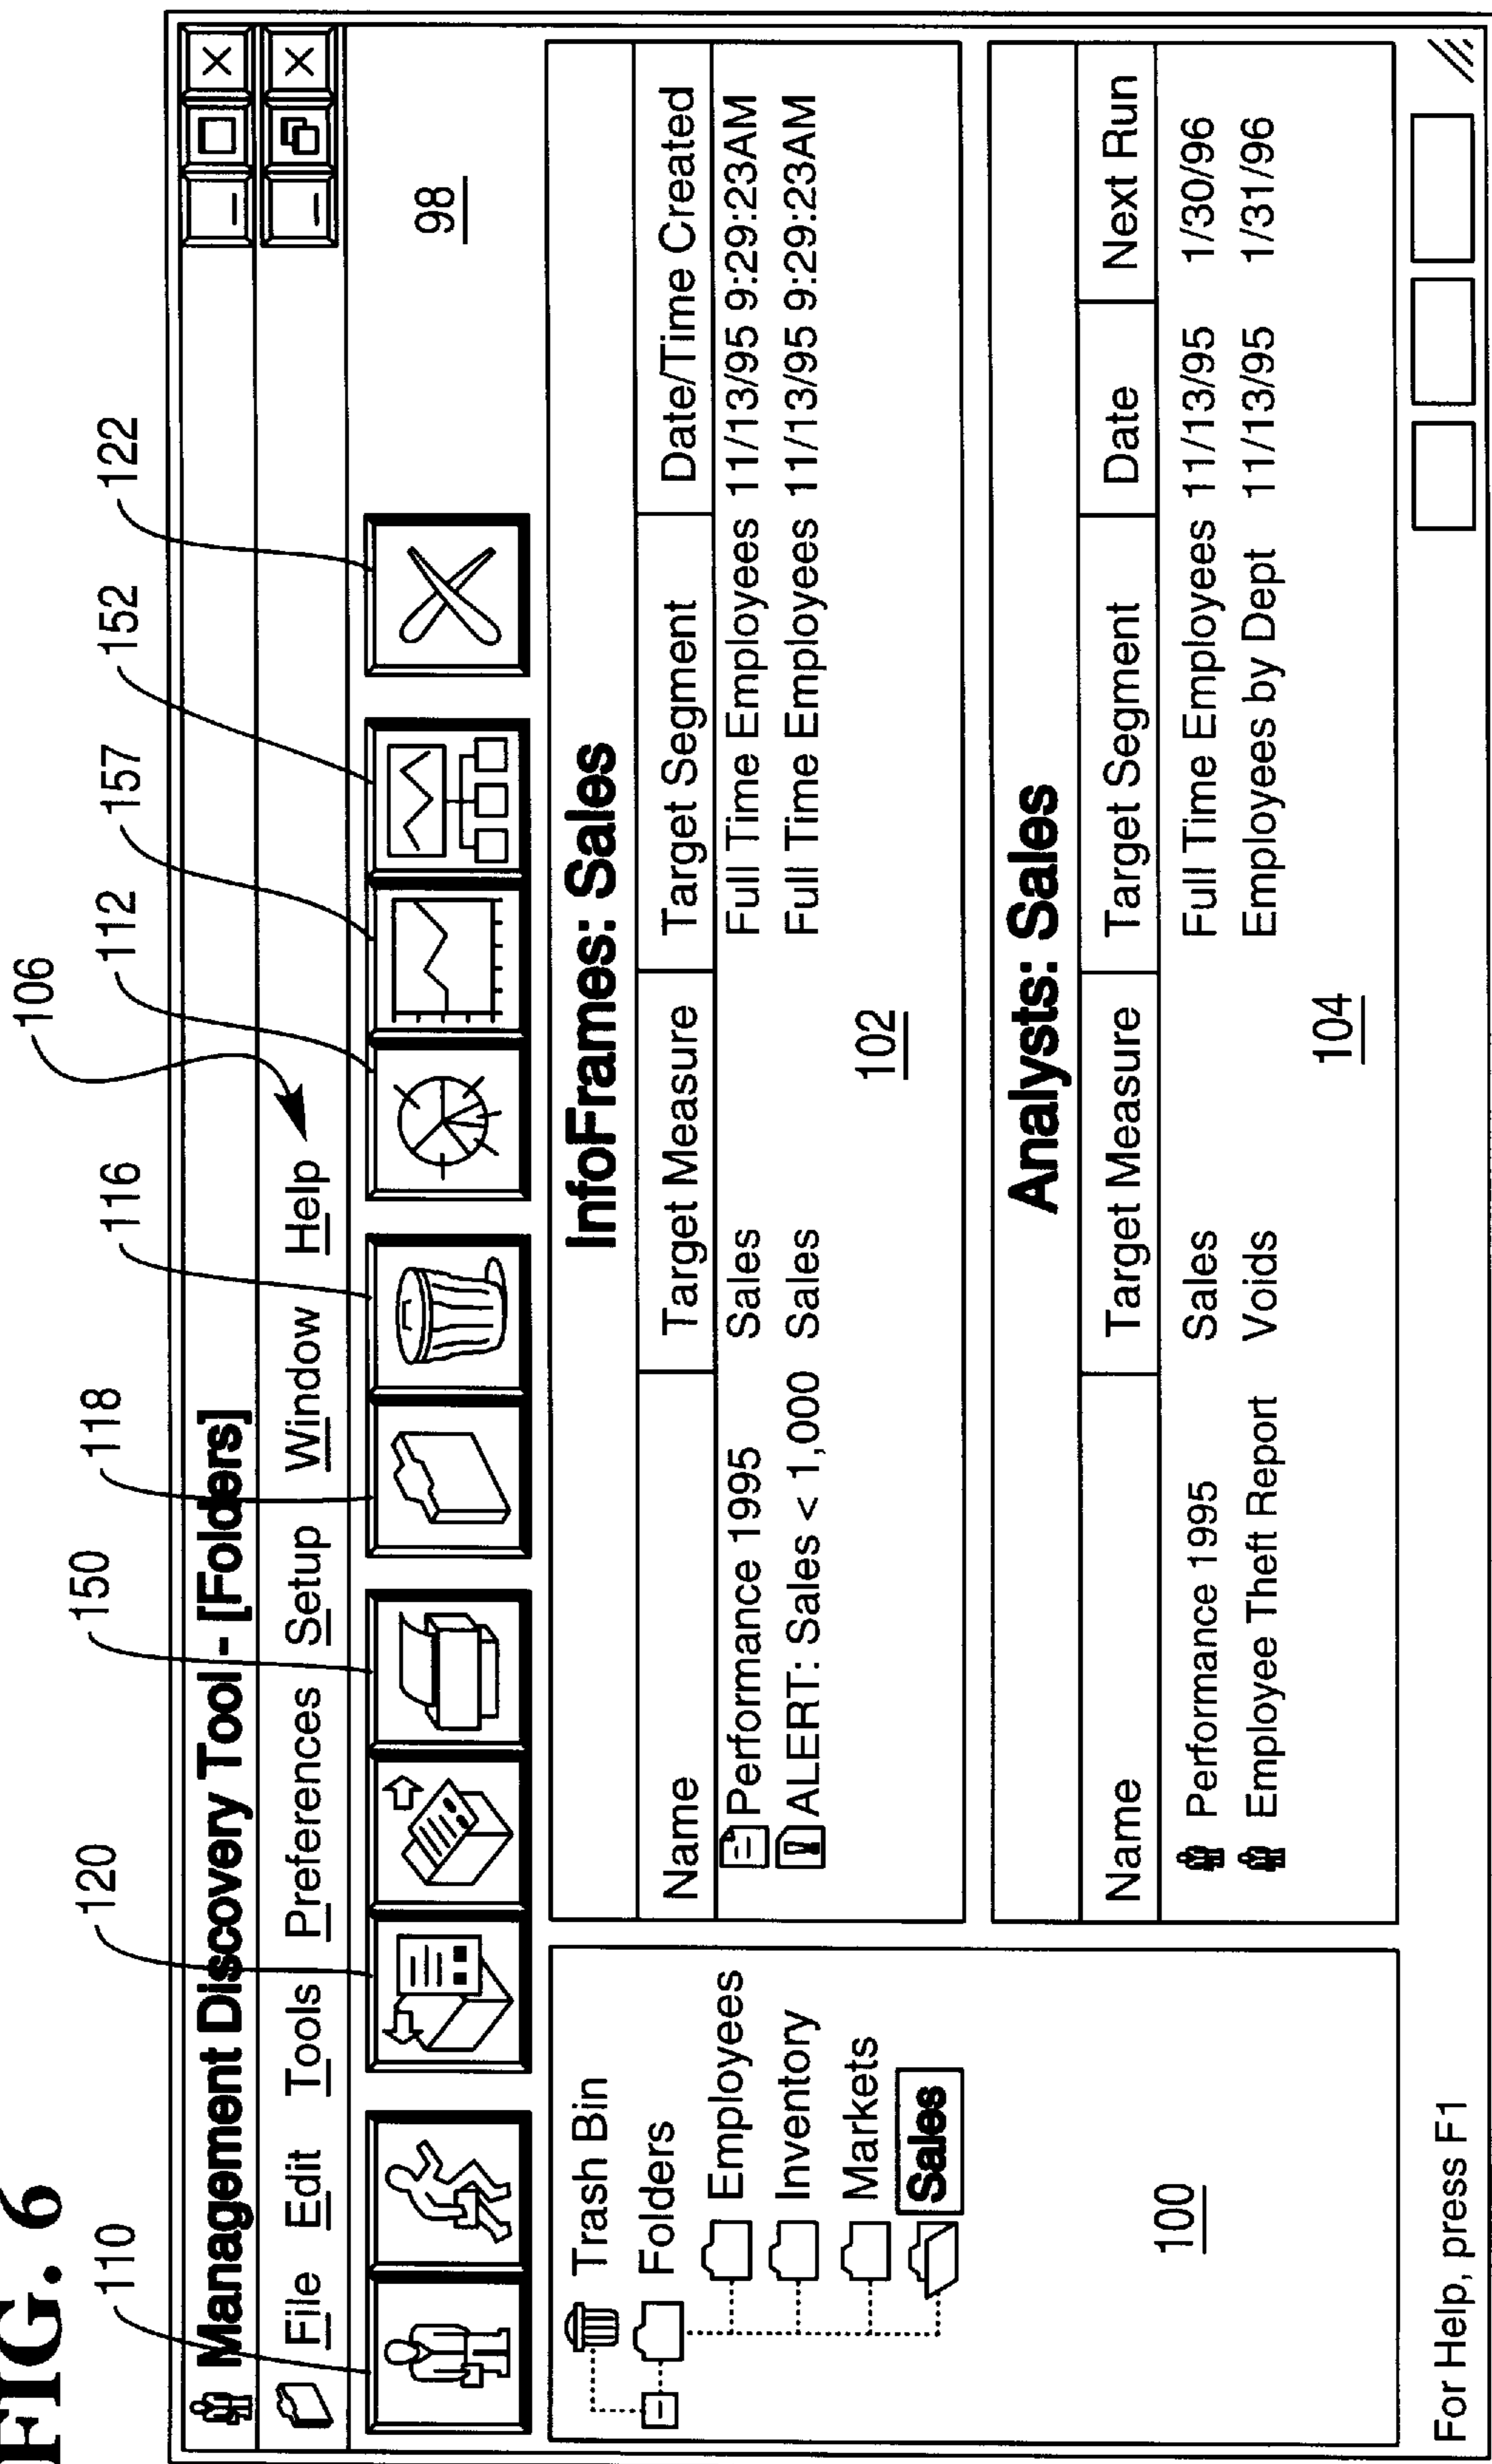 FIG. 6
110
120
150
118
116
106
112
157
152
122
Management Discovery Tool - [Folders]
File Edit Tools Preferences Setup Window Help
98
Trash Bin
Folders
Employees
Inventory
Markets
Sales
100
InfoFrames: Sales
Name Target Measure Target Segment Date/Time Created
Performance 1995 Sales Full Time Employees 11/13/95 9:29:23AM
ALERT: Sales < 1,000 Sales Full Time Employees 11/13/95 9:29:23AM
102
Analysts: Sales
Name Target Measure Target Segment Date Next Run
Performance 1995 Sales Full Time Employees 11/13/95 1/30/96
Employee Theft Report Voids Employees by Dept 11/13/95 1/31/96
104
For Help, press F1